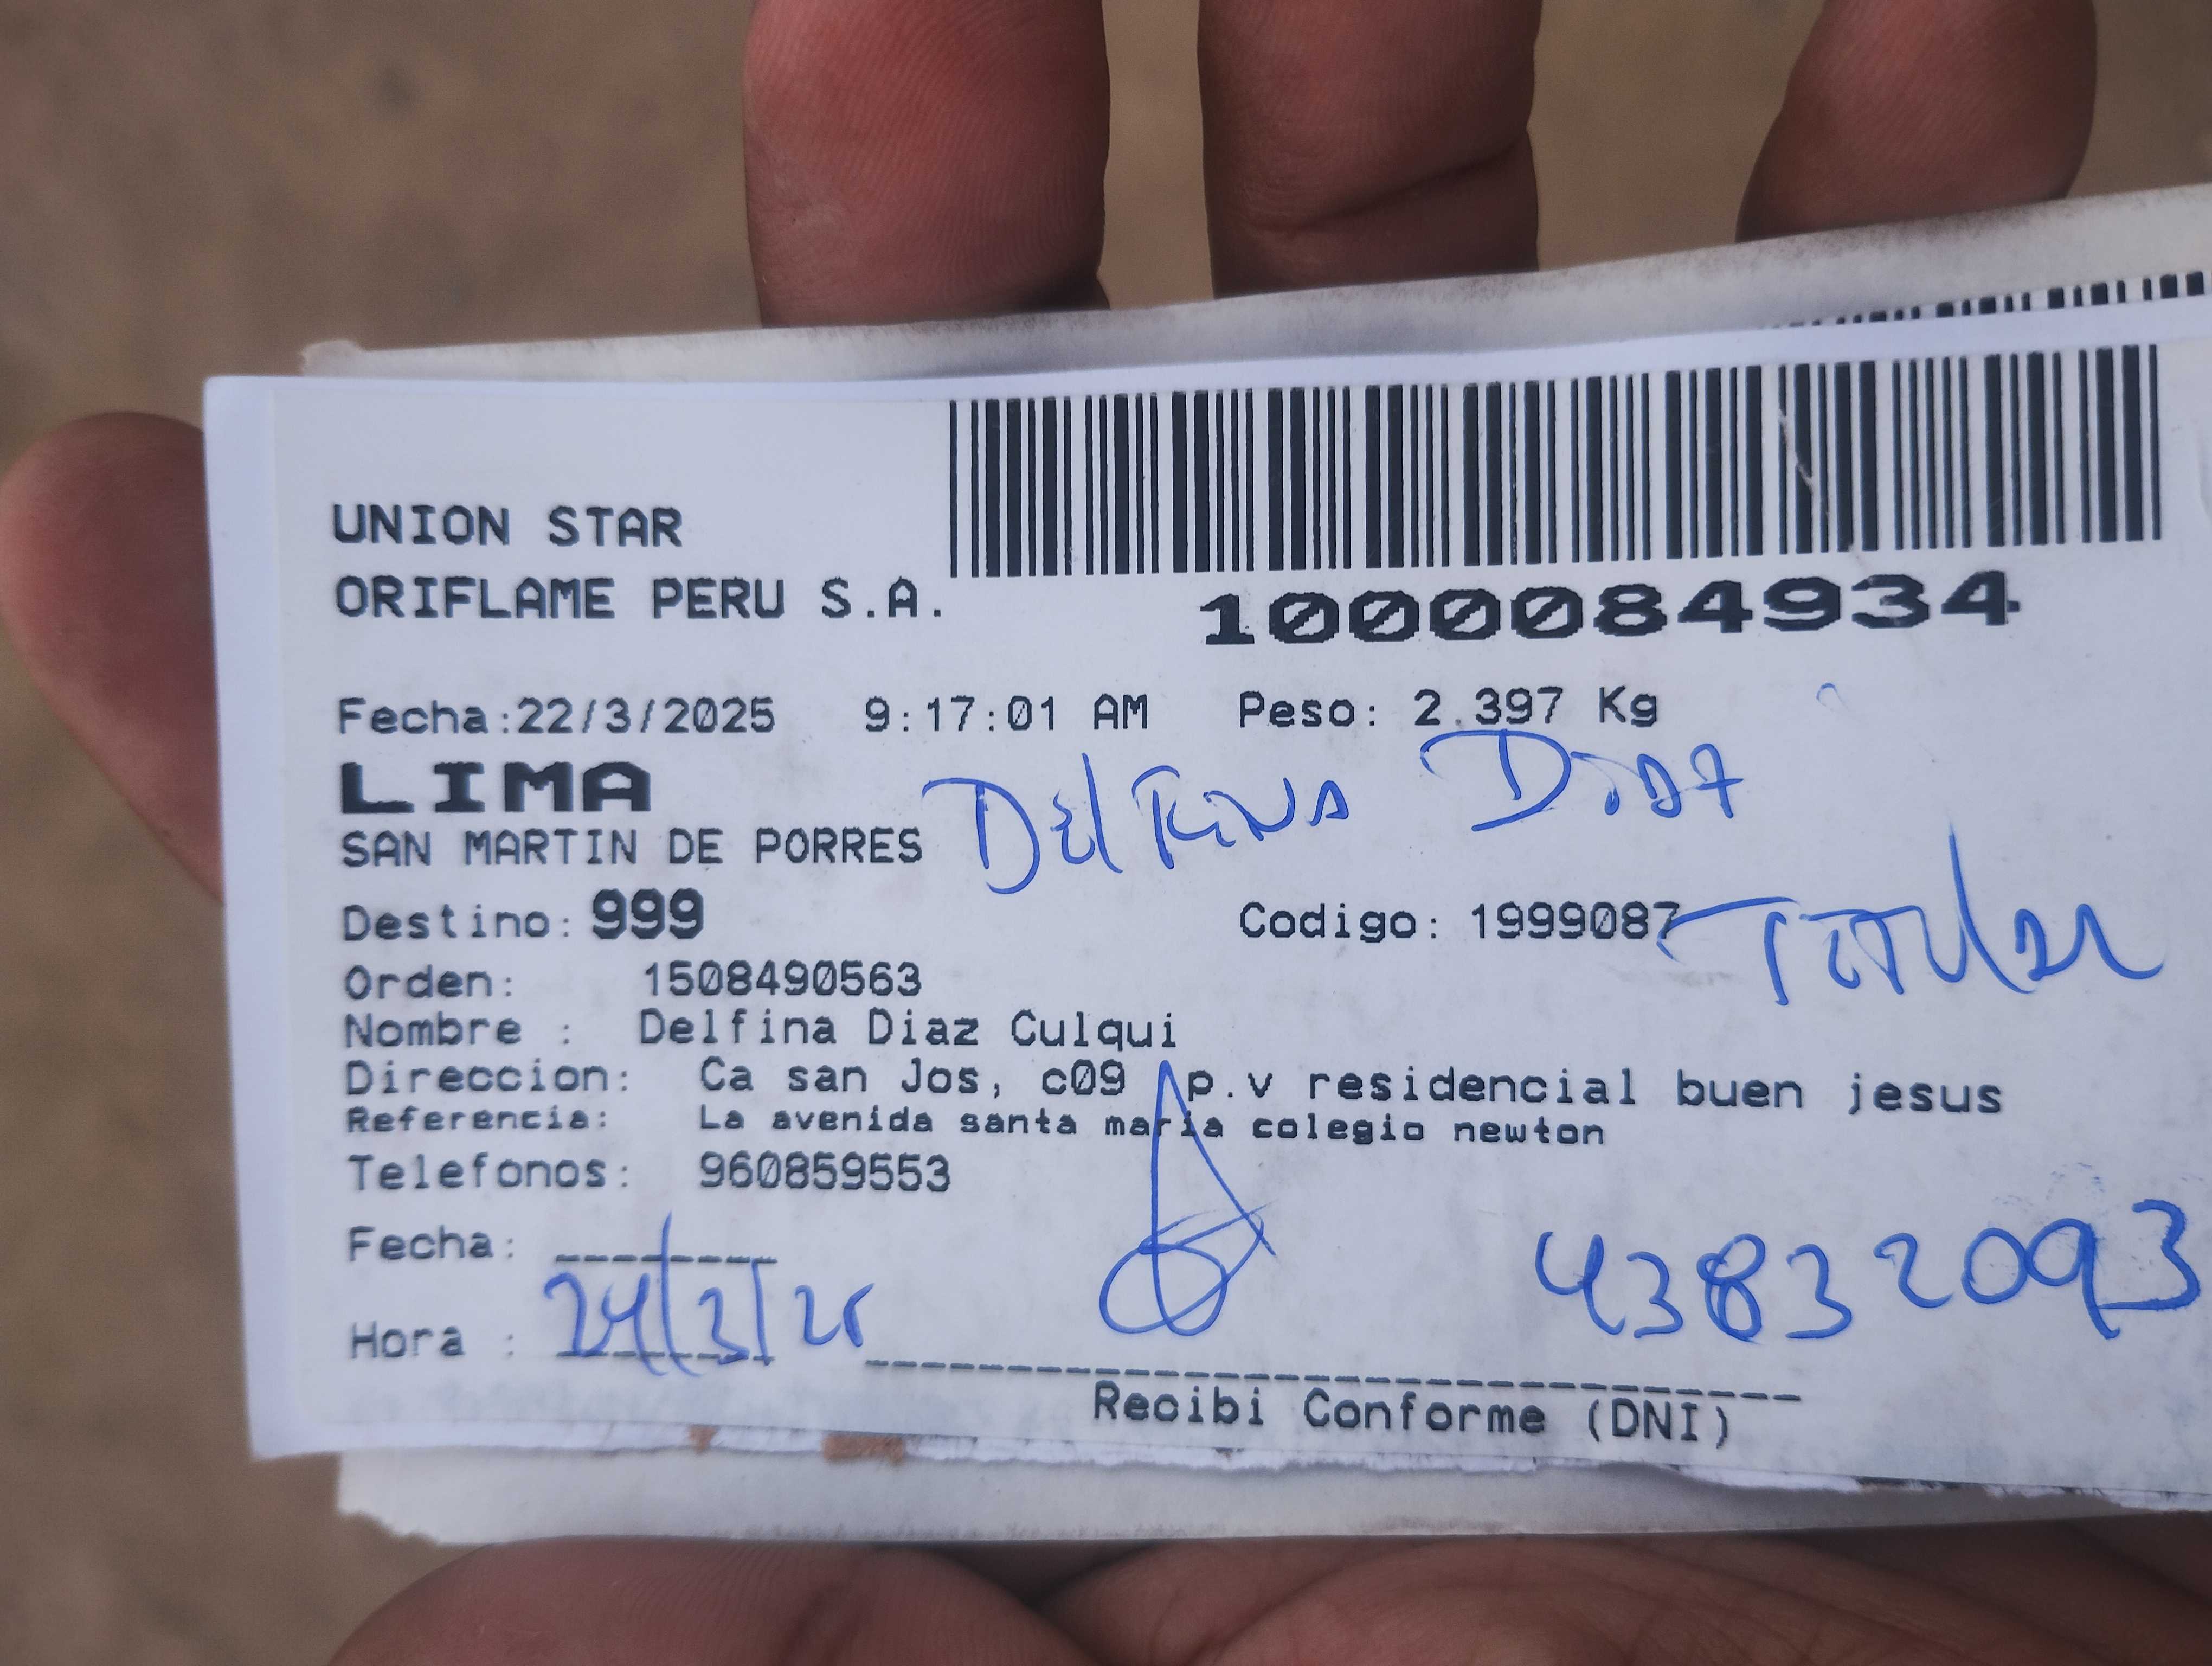 UNION STAR
ORIFLAME PERU S.A.
1000084934
Fecha:22/3/2025 9:17:01 AM Peso: 2.397 Kg
LIMA
SAN MARTIN DE PORRES Delfina Diaz
Destino: 999 Codigo: 1999087 Titular
Orden: 1508490563
Nombre : Delfina Diaz Culqui
Direccion: Ca san Jos, c09 p.v residencial buen jesus
Referencia: La avenida santa maria colegio newton
Telefonos: 960859553
Fecha:
43832093
Hora : 24/3/25
Recibi Conforme (DNI)